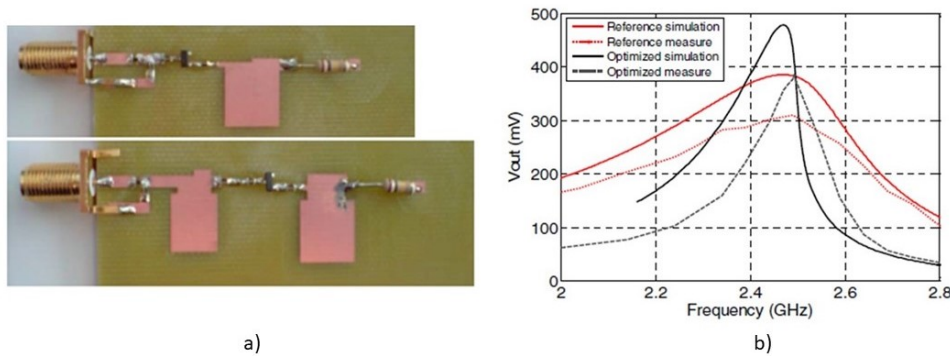 500
400
300
200
100
0
Vout (mV)
Reference simulation
Reference measure
Optimized simulation
Optimized measure
2
2.2
2.4
2.6
2.8
Frequency (GHz)
a)
b)